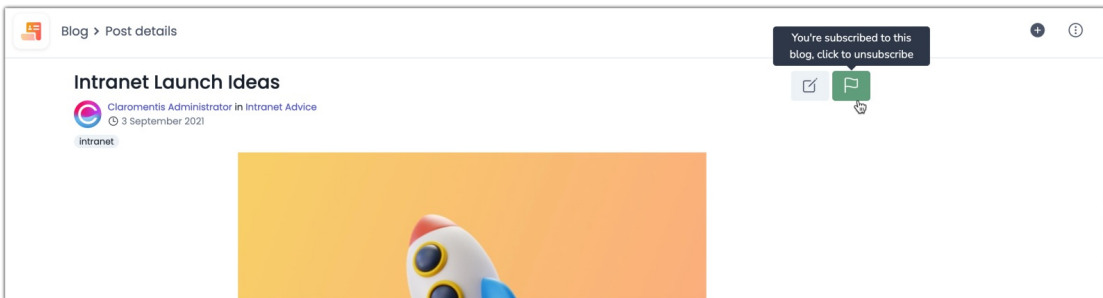 Blog > Post details
You're subscribed to this
blog, click to unsubscribe
Intranet Launch Ideas
Claromentis Administrator in Intranet Advice
3 September 2021
intranet